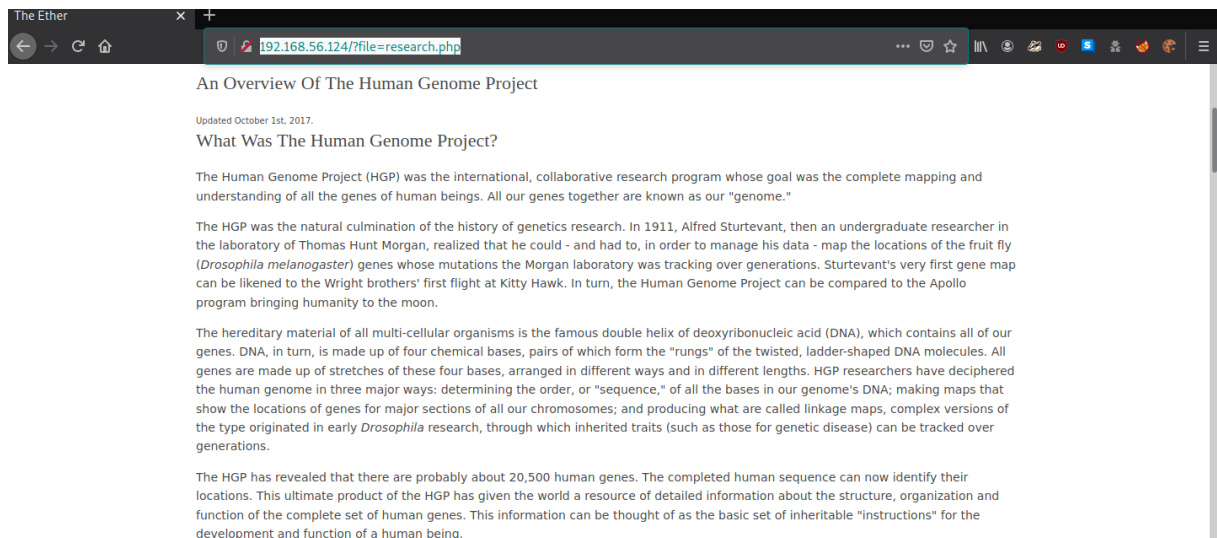 The Ether
192.168.56.124/?file=research.php
An Overview Of The Human Genome Project
Updated October 1st, 2017.
What Was The Human Genome Project?
The Human Genome Project (HGP) was the international, collaborative research program whose goal was the complete mapping and
understanding of all the genes of human beings. All our genes together are known as our "genome."
The HGP was the natural culmination of the history of genetics research. In 1911, Alfred Sturtevant, then an undergraduate researcher in
the laboratory of Thomas Hunt Morgan, realized that he could - and had to, in order to manage his data - map the locations of the fruit fly
(Drosophila melanogaster) genes whose mutations the Morgan laboratory was tracking over generations. Sturtevant's very first gene map
can be likened to the Wright brothers' first flight at Kitty Hawk. In turn, the Human Genome Project can be compared to the Apollo
program bringing humanity to the moon.
The hereditary material of all multi-cellular organisms is the famous double helix of deoxyribonucleic acid (DNA), which contains all of our
genes. DNA, in turn, is made up of four chemical bases, pairs of which form the "rungs" of the twisted, ladder-shaped DNA molecules. All
genes are made up of stretches of these four bases, arranged in different ways and in different lengths. HGP researchers have deciphered
the human genome in three major ways: determining the order, or "sequence," of all the bases in our genome's DNA; making maps that
show the locations of genes for major sections of all our chromosomes; and producing what are called linkage maps, complex versions of
the type originated in early Drosophila research, through which inherited traits (such as those for genetic disease) can be tracked over
generations.
The HGP has revealed that there are probably about 20,500 human genes. The completed human sequence can now identify their
locations. This ultimate product of the HGP has given the world a resource of detailed information about the structure, organization and
function of the complete set of human genes. This information can be thought of as the basic set of inheritable "instructions" for the
development and function of a human being.